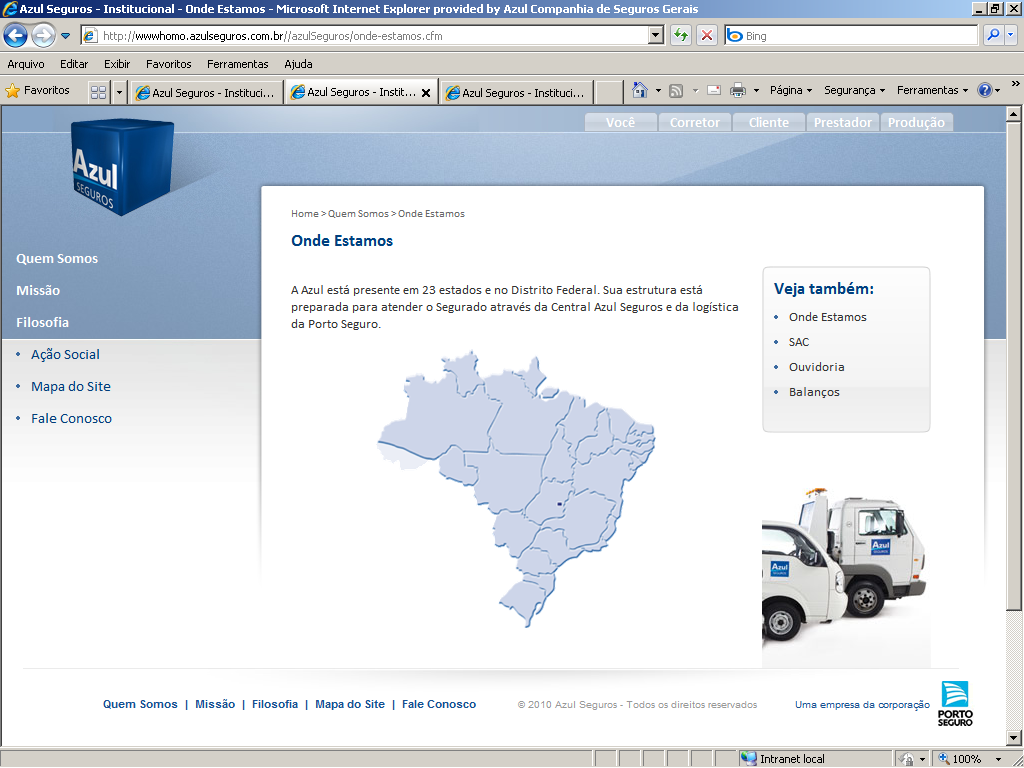 Azul Seguros - Institucional - Onde Estamos - Microsoft Internet Explorer provided by Azul Companhia de Seguros Gerais
http://wwwhomo.azulseguros.com.br//azulSeguros/onde-estamos.cfm
Bing
Arquivo Editar Exibir Favoritos Ferramentas Ajuda
Favoritos
Azul Seguros - Instituci...
Azul Seguros - Instit...
Azul Seguros - Instituci...
Página Segurança Ferramentas
Azul
SEGUROS
Você Corretor Cliente Prestador Produção
Quem Somos
Missão
Filosofia
• Ação Social
• Mapa do Site
• Fale Conosco
Home > Quem Somos > Onde Estamos
Onde Estamos
A Azul está presente em 23 estados e no Distrito Federal. Sua estrutura está
preparada para atender o Segurado através da Central Azul Seguros e da logística
da Porto Seguro.
Veja também:
• Onde Estamos
• SAC
• Ouvidoria
• Balanços
Azul
SEGUROS
Azul
SEGUROS
Quem Somos | Missão | Filosofia | Mapa do Site | Fale Conosco
© 2010 Azul Seguros - Todos os direitos reservados
Uma empresa da corporação
PORTO
SEGURO
Intranet local
100%